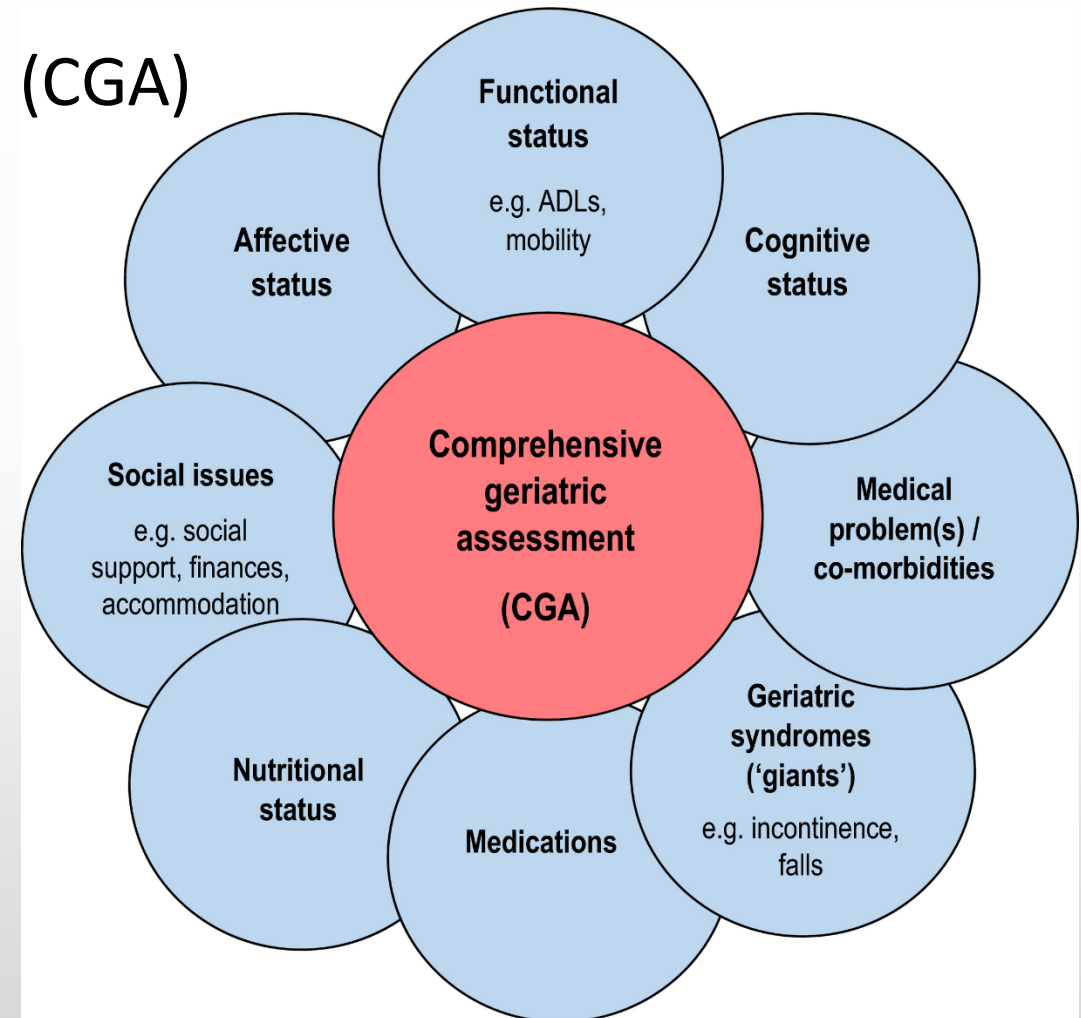 (CGA)
Functional
status
e.g. ADLs,
mobility
Affective
status
Cognitive
status
Social issues
e.g. social
support, finances,
accommodation
Comprehensive
geriatric
assessment
(CGA)
Medical
problem(s) /
co-morbidities
Nutritional
status
Medications
Geriatric
syndromes
(‘giants’)
e.g. incontinence,
falls